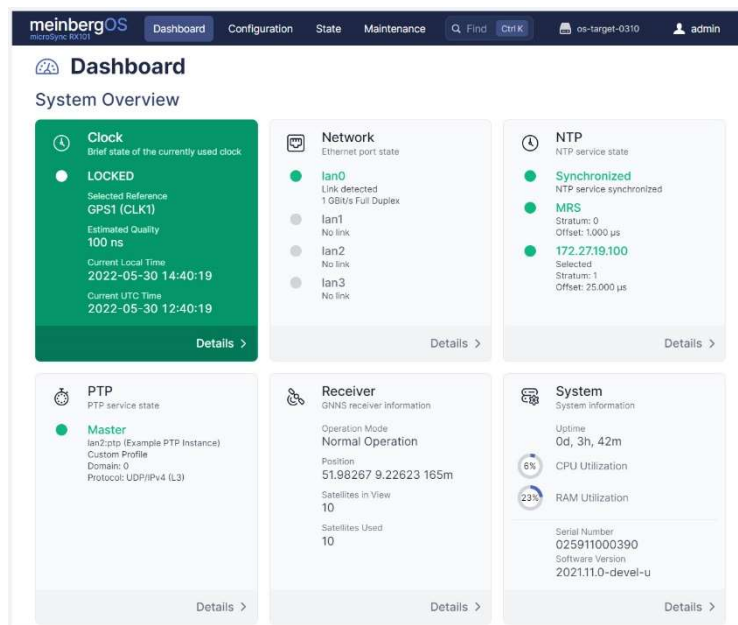 meinbergOS
microSync RX101
Dashboard
Configuration
State
Maintenance
Find
Ctrl K
os-target-0310
admin
Dashboard
System Overview
Clock
Brief state of the currently used clock
LOCKED
Selected Reference
GPS1 (CLK1)
Estimated Quality
100 ns
Current Local Time
2022-05-30 14:40:19
Current UTC Time
2022-05-30 12:40:19
Details >
Network
Ethernet port state
lan0
Link detected
1 GBit/s Full Duplex
lan1
No link
lan2
No link
lan3
No link
Details >
NTP
NTP service state
Synchronized
NTP service synchronized
MRS
Stratum: 0
Offset: 1.000 µs
172.27.19.100
Selected
Stratum: 1
Offset: 25.000 µs
Details >
PTP
PTP service state
Master
lan2:ptp (Example PTP Instance)
Custom Profile
Domain: 0
Protocol: UDP/IPv4 (L3)
Details >
Receiver
GNNS receiver information
Operation Mode
Normal Operation
Position
51.98267 9.22623 165m
Satellites in View
10
Satellites Used
10
Details >
System
System information
Uptime
0d, 3h, 42m
6%
CPU Utilization
23%
RAM Utilization
Serial Number
025911000390
Software Version
2021.11.0-devel-u
Details >